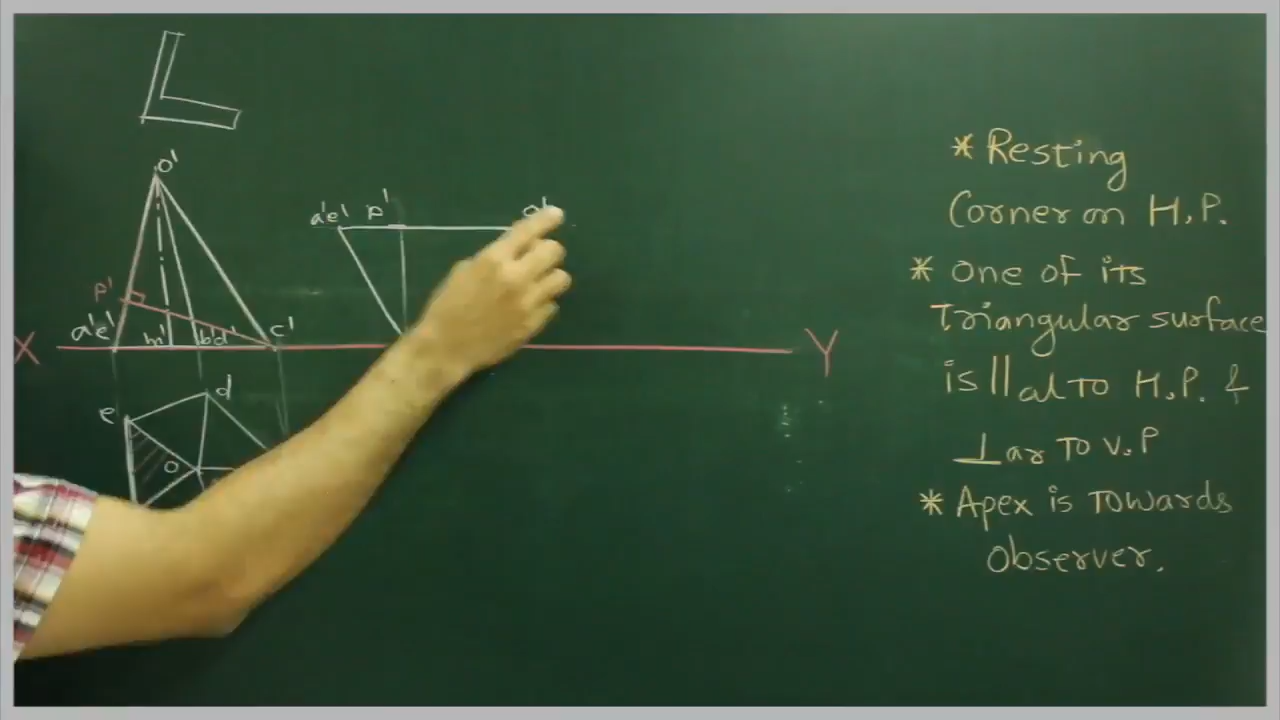 o'
a'e' p' o'
p'
a'e' m' b'd' c'
X Y
d
e
o
* Resting
Corner on H.P.
* One of its
Triangular surface
is || al To H.P. &
⊥ ar To V.P
* Apex is Towards
observer.